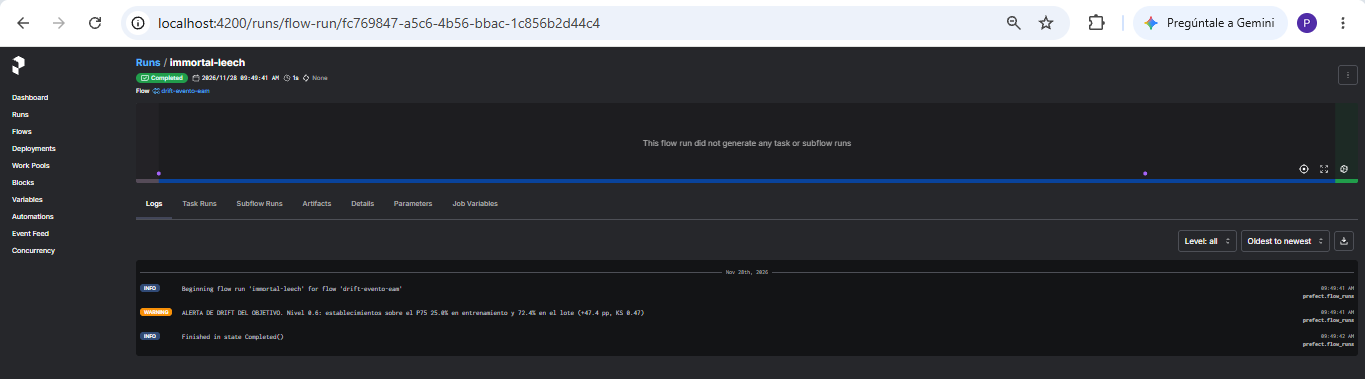 localhost:4200/runs/flow-run/fc769847-a5c6-4b56-bbac-1c856b2d44c4
Pregúntale a Gemini
P
Runs / immortal-leech
Completed 2026/11/28 09:49:41 AM 1s None
Flow drift-evento-eam
Dashboard
Runs
Flows
Deployments
Work Pools
Blocks
Variables
Automations
Event Feed
Concurrency
This flow run did not generate any task or subflow runs
Logs Task Runs Subflow Runs Artifacts Details Parameters Job Variables
Level: all Oldest to newest
Nov 28th, 2026
INFO Beginning flow run 'immortal-leech' for flow 'drift-evento-eam' 09:49:41 AM
prefect.flow_runs
WARNING ALERTA DE DRIFT DEL OBJETIVO. Nivel 0.6: establecimientos sobre el P75 25.0% en entrenamiento y 72.4% en el lote (+47.4 pp, KS 0.47) 09:49:41 AM
prefect.flow_runs
INFO Finished in state Completed() 09:49:42 AM
prefect.flow_runs